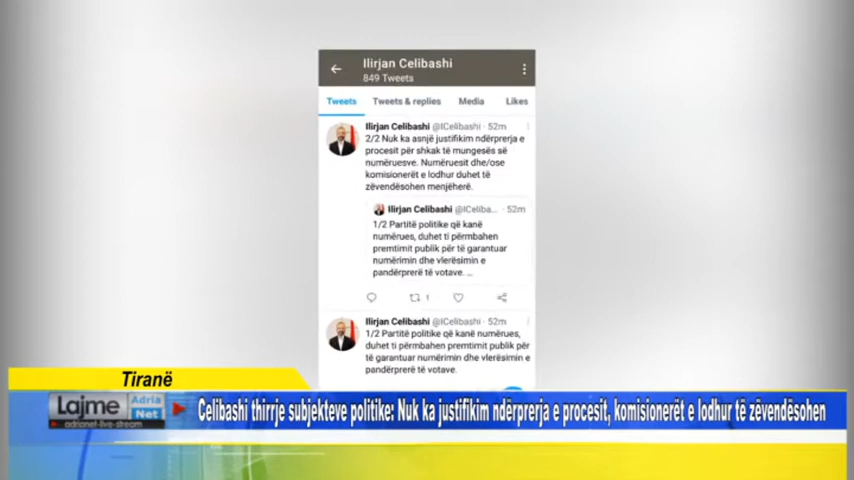 Ilirjan Celibashi
849 Tweets
Tweets Tweets & replies Media Likes
Ilirjan Celibashi @ICelibashi · 52m
2/2 Nuk ka asnjë justifikim ndërprerja e
procesit për shkak të mungesës së
numëruesve. Numëruesit dhe/ose
komisionerët e lodhur duhet të
zëvendësohen menjëherë.
Ilirjan Celibashi @ICeliba... · 52m
1/2 Partitë politike që kanë
numërues, duhet ti përmbahen
premtimit publik për të garantuar
numërimin dhe vlerësimin e
pandërprerë të votave. ...
1
Ilirjan Celibashi @ICelibashi · 52m
1/2 Partitë politike që kanë numërues,
duhet ti përmbahen premtimit publik për
të garantuar numërimin dhe vlerësimin e
pandërprerë të votave.
Tiranë
Lajme Adria Net
adrianet-live-stream
Celibashi thirrje subjekteve politike: Nuk ka justifikim ndërprerja e procesit, komisionerët e lodhur të zëvendësohen